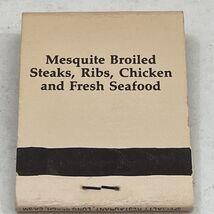 Mesquite Broiled
Steaks, Ribs, Chicken
and Fresh Seafood